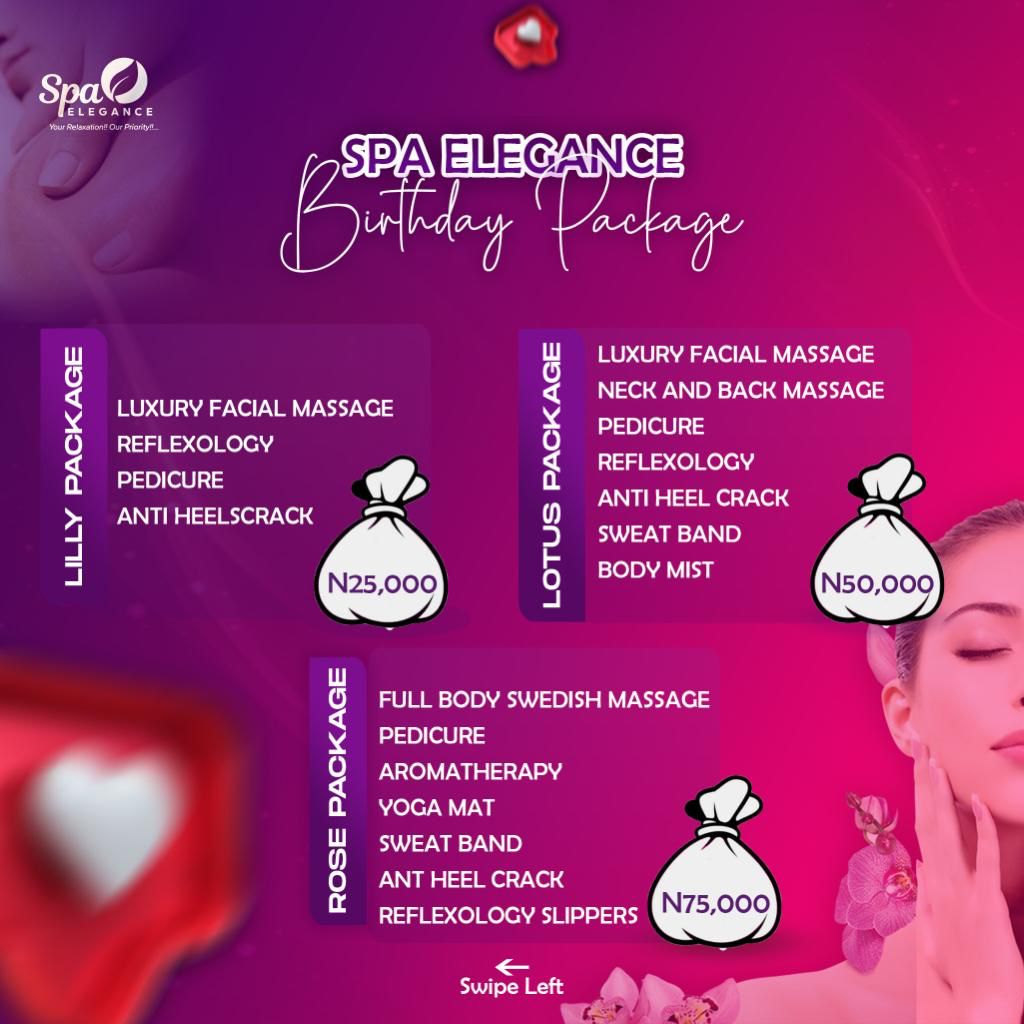 Spa
ELEGANCE
Your Relaxation!! Our Priority!!...
SPA ELEGANCE
Birthday Package
LILLY PACKAGE
LUXURY FACIAL MASSAGE
REFLEXOLOGY
PEDICURE
ANTI HEELSCRACK
N25,000
LOTUS PACKAGE
LUXURY FACIAL MASSAGE
NECK AND BACK MASSAGE
PEDICURE
REFLEXOLOGY
ANTI HEEL CRACK
SWEAT BAND
BODY MIST
N50,000
ROSE PACKAGE
FULL BODY SWEDISH MASSAGE
PEDICURE
AROMATHERAPY
YOGA MAT
SWEAT BAND
ANT HEEL CRACK
REFLEXOLOGY SLIPPERS
N75,000
Swipe Left